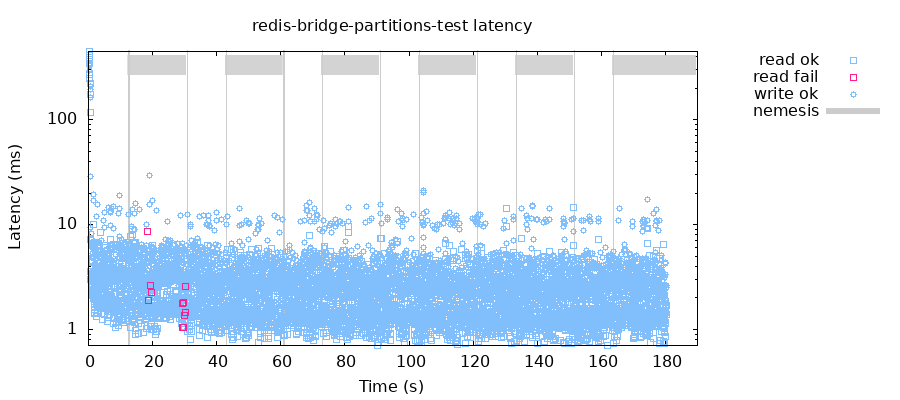 redis-bridge-partitions-test latency
read ok
read fail
write ok
nemesis
Latency (ms)
100
10
1
0 20 40 60 80 100 120 140 160 180
Time (s)